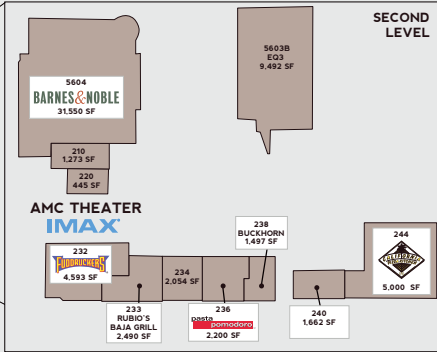 SECOND
LEVEL
5603B
EQ3
9,492 SF
5604
BARNES&NOBLE
31,550 SF
210
1,273 SF
220
445 SF
AMC THEATER
IMAX
238
BUCKHORN
1,497 SF
244
5,000 SF
232
FUDDRUCKERS
4,593 SF
234
2,054 SF
233
RUBIO'S
BAJA GRILL
2,490 SF
236
pasta
pomodoro
2,200 SF
240
1,662 SF